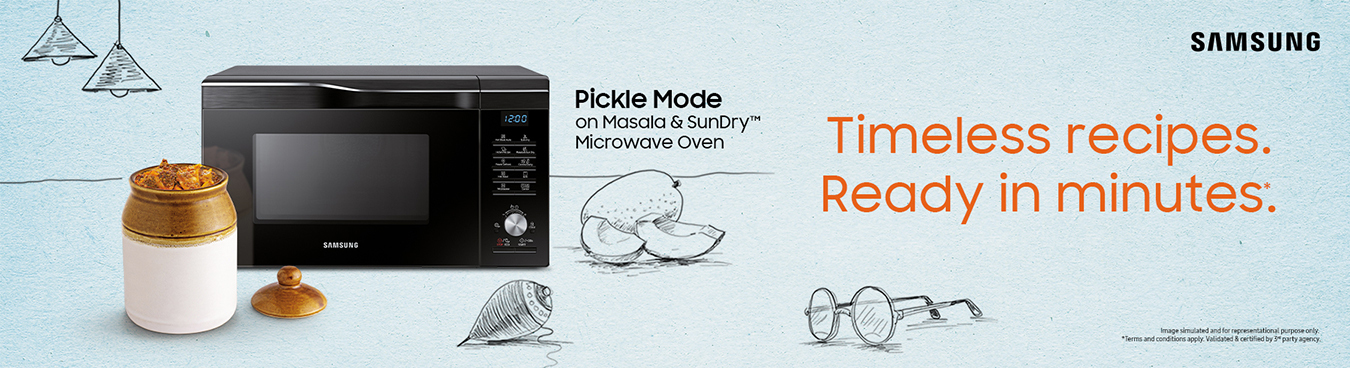 SAMSUNG
Pickle Mode
on Masala & SunDry™
Microwave Oven
Timeless recipes.
Ready in minutes.*
12:00
SAMSUNG
Image simulated and for representational purpose only.
*Terms and conditions apply. Validated & certified by 3rd party agency.